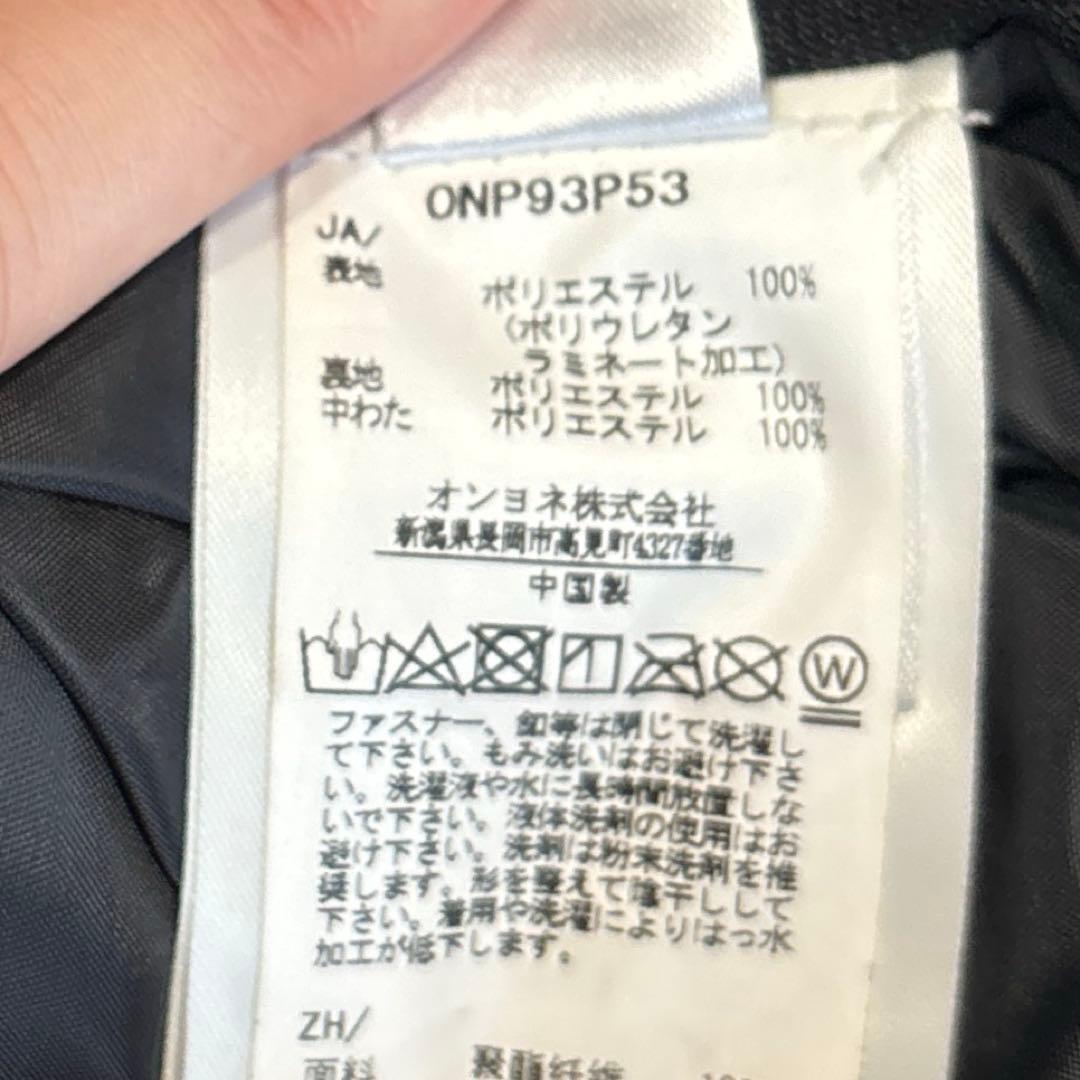 ONP93P53
JA/
表地 ポリエステル 100%
(ポリウレタン
ラミネート加工)
裏地 ポリエステル 100%
中わた ポリエステル 100%
オンヨネ株式会社
新潟県長岡市高見町4327番地
中国製
W
ファスナー、釦等は閉じて洗濯し
て下さい。もみ洗いはお避け下さ
い。洗濯液や水に長時間放置しな
いで下さい。液体洗剤の使用はお
避け下さい。洗剤は粉末洗剤を推
奨します。形を整えて陰干しして
下さい。着用や洗濯によりはっ水
加工が低下します。
ZH/
面料 聚酯纤维